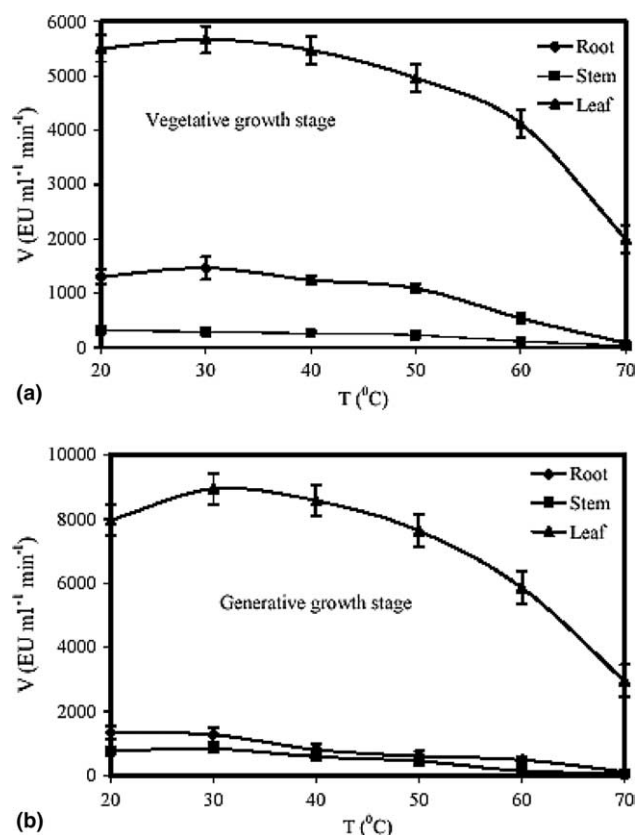 6000
5000
4000
3000
2000
1000
0
V (EU ml⁻¹ min⁻¹)
Root
Stem
Leaf
Vegetative growth stage
20 30 40 50 60 70
T (⁰C)
(a)
10000
8000
6000
4000
2000
0
V (EU ml⁻¹ min⁻¹)
Root
Stem
Leaf
Generative growth stage
20 30 40 50 60 70
T (⁰C)
(b)